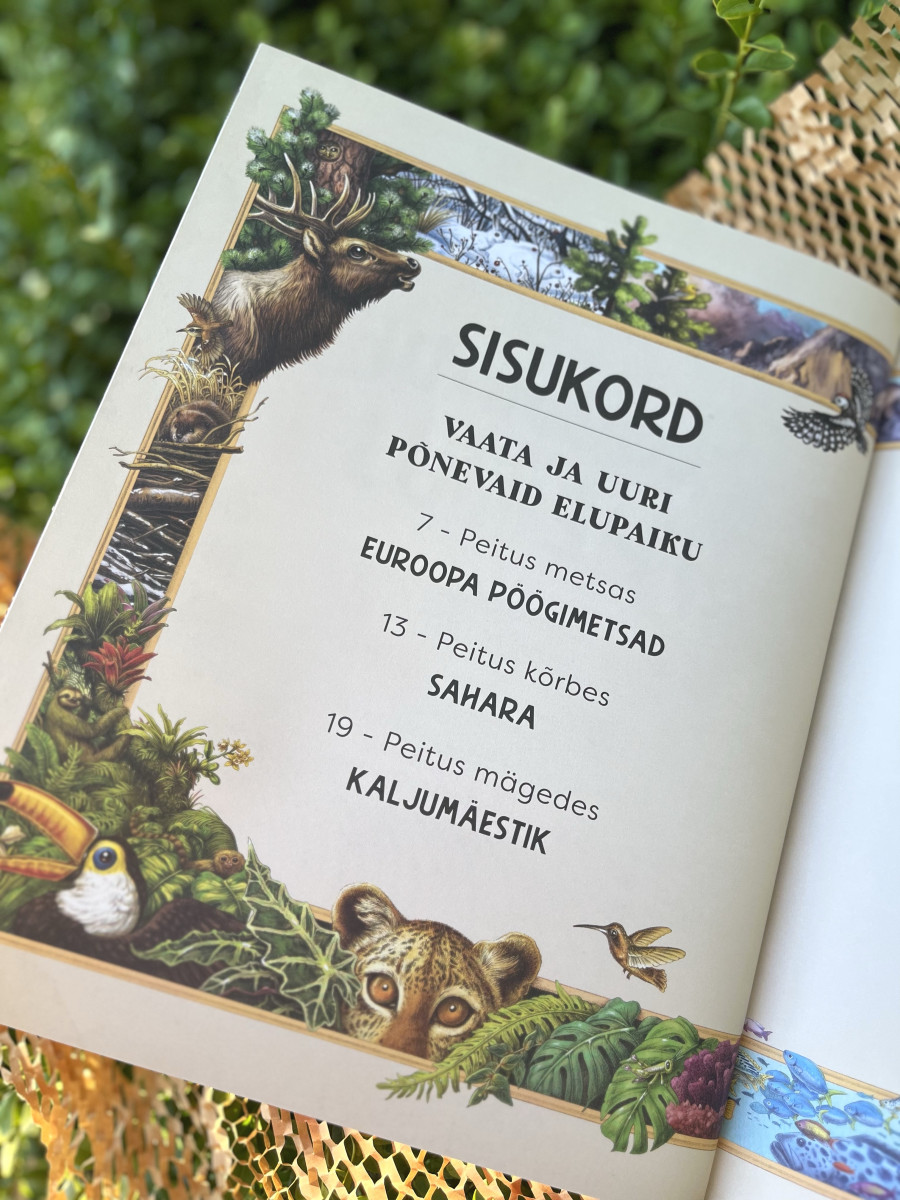 SISUKORD
VAATA JA UURI
PÕNEVAID ELUPAIKU
7 - Peitus metsas
EUROOPA PÖÖGIMETSAD
13 - Peitus kõrbes
SAHARA
19 - Peitus mägedes
KALJUMÄESTIK